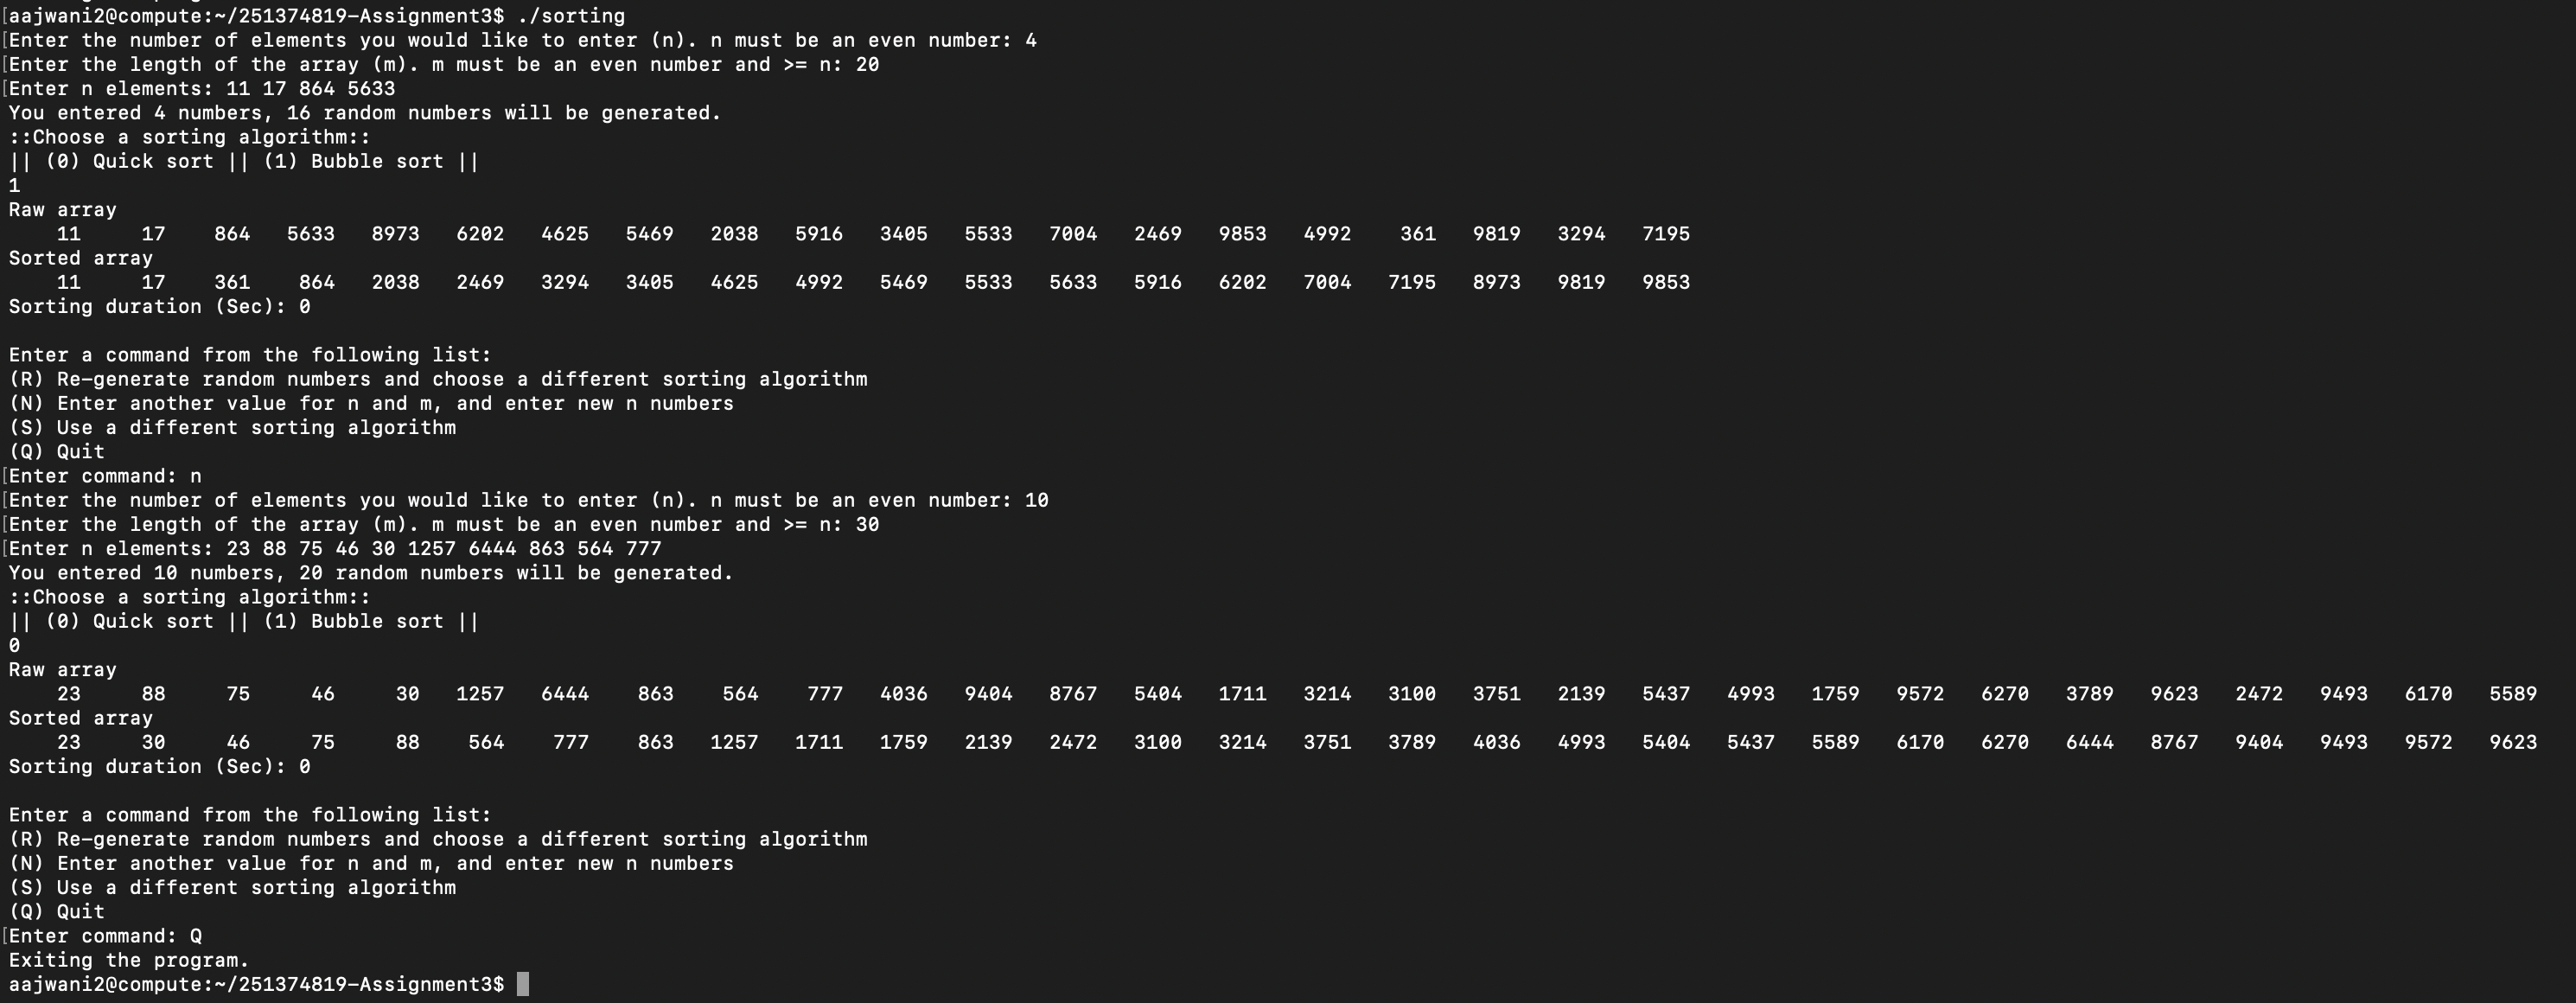 [aajwani2@compute:~/251374819-Assignment3$ ./sorting
[Enter the number of elements you would like to enter (n). n must be an even number: 4
[Enter the length of the array (m). m must be an even number and >= n: 20
[Enter n elements: 11 17 864 5633
You entered 4 numbers, 16 random numbers will be generated.
::Choose a sorting algorithm::
|| (0) Quick sort || (1) Bubble sort ||
1
Raw array
11 17 864 5633 8973 6202 4625 5469 2038 5916 3405 5533 7004 2469 9853 4992 361 9819 3294 7195
Sorted array
11 17 361 864 2038 2469 3294 3405 4625 4992 5469 5533 5633 5916 6202 7004 7195 8973 9819 9853
Sorting duration (Sec): 0

Enter a command from the following list:
(R) Re-generate random numbers and choose a different sorting algorithm
(N) Enter another value for n and m, and enter new n numbers
(S) Use a different sorting algorithm
(Q) Quit
[Enter command: n
[Enter the number of elements you would like to enter (n). n must be an even number: 10
[Enter the length of the array (m). m must be an even number and >= n: 30
[Enter n elements: 23 88 75 46 30 1257 6444 863 564 777
You entered 10 numbers, 20 random numbers will be generated.
::Choose a sorting algorithm::
|| (0) Quick sort || (1) Bubble sort ||
0
Raw array
23 88 75 46 30 1257 6444 863 564 777 4036 9404 8767 5404 1711 3214 3100 3751 2139 5437 4993 1759 9572 6270 3789 9623 2472 9493 6170 5589
Sorted array
23 30 46 75 88 564 777 863 1257 1711 1759 2139 2472 3100 3214 3751 3789 4036 4993 5404 5437 5589 6170 6270 6444 8767 9404 9493 9572 9623
Sorting duration (Sec): 0

Enter a command from the following list:
(R) Re-generate random numbers and choose a different sorting algorithm
(N) Enter another value for n and m, and enter new n numbers
(S) Use a different sorting algorithm
(Q) Quit
[Enter command: Q
Exiting the program.
aajwani2@compute:~/251374819-Assignment3$